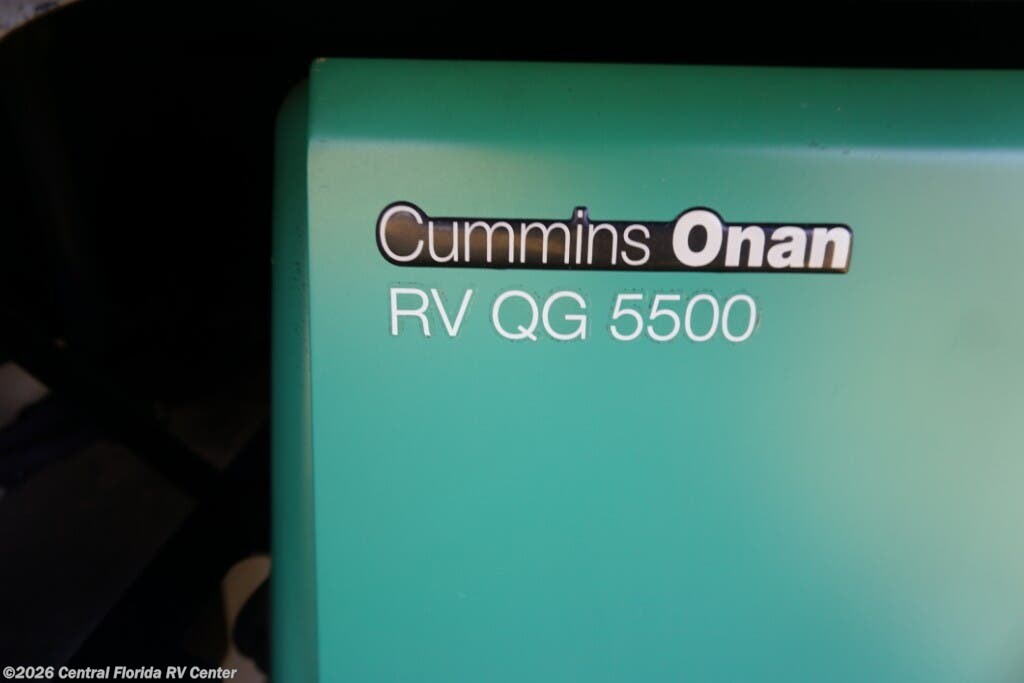 Cummins Onan
RV QG 5500
©2026 Central Florida RV Center